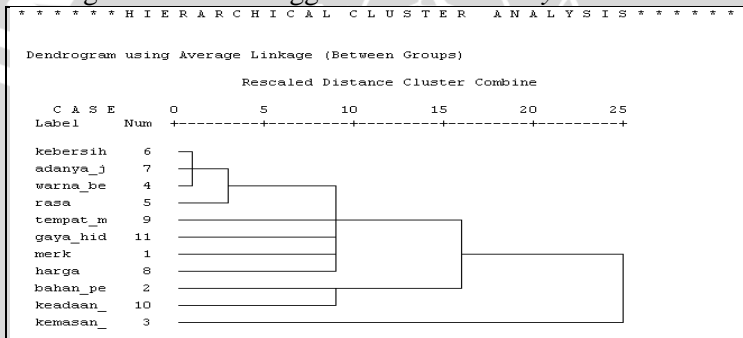 * * * * * * H I E R A R C H I C A L   C L U S T E R   A N A L Y S I S * * * * * *
Dendrogram using Average Linkage (Between Groups)
Rescaled Distance Cluster Combine
C A S E 0 5 10 15 20 25
Label Num +---------+---------+---------+---------+---------+
kebersih 6
adanya_j 7
warna_be 4
rasa 5
tempat_m 9
gaya_hid 11
merk 1
harga 8
bahan_pe 2
keadaan_ 10
kemasan_ 3